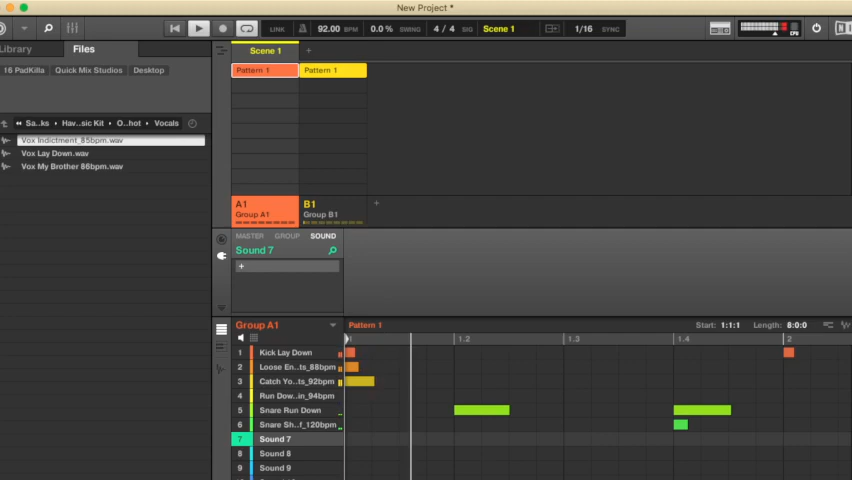 New Project *
LINK 92.00 BPM 0.0 % SWING 4 / 4 Scene 1 1/16 SYNC
CPU
Library Files
Scene 1 +
16 PadKilla Quick Mix Studios Desktop
Pattern 1 Pattern 1
Sa..ks Hav..sic Kit O..hot Vocals
Vox Indictment_85bpm.wav
Vox Lay Down.wav
Vox My Brother 86bpm.wav
A1 B1 +
Group A1 Group B1
MASTER GROUP SOUND
Sound 7
+
Group A1 Pattern 1 Start: 1:1:1 Length: 8:0:0
1 1.2 1.3 1.4 2
1 Kick Lay Down
2 Loose En..ts_88bpm
3 Catch Yo..ts_92bpm
4 Run Dow..in_94bpm
5 Snare Run Down
6 Snare Sh..f_120bpm
7 Sound 7
8 Sound 8
9 Sound 9